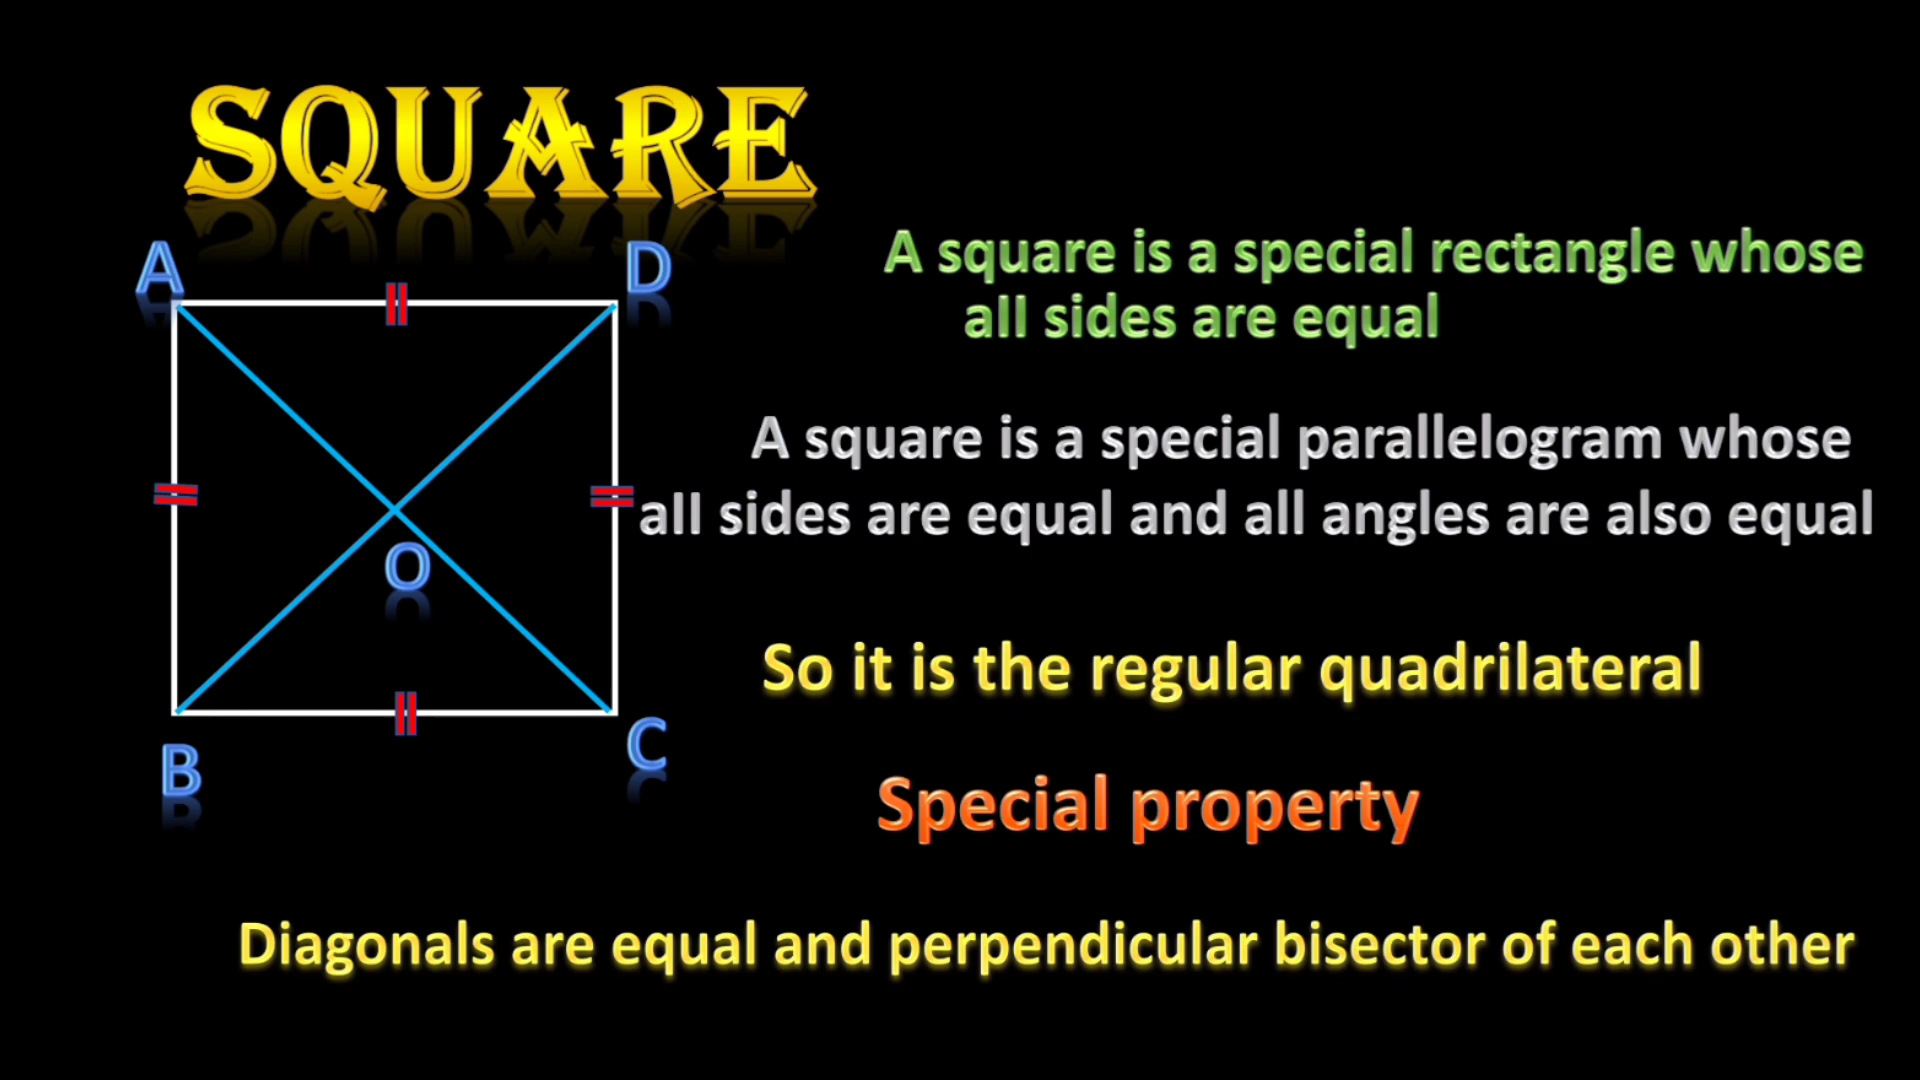 SQUARE
A
D
A square is a special rectangle whose
all sides are equal
A square is a special parallelogram whose
all sides are equal and all angles are also equal
O
So it is the regular quadrilateral
B
C
Special property
Diagonals are equal and perpendicular bisector of each other